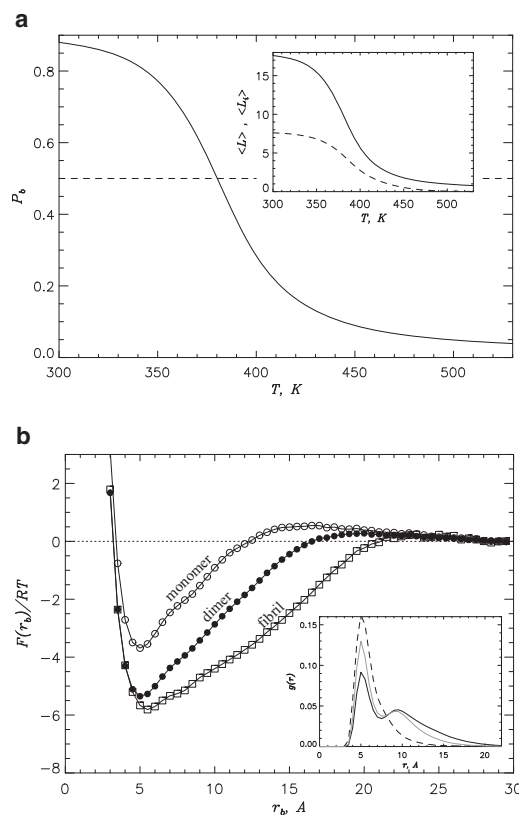 a
0.8
0.6
0.4
0.2
0.0
P_b
300 350 400 450 500
T, K
15
10
5
0
<L> , <L_i>
300 350 400 450 500
T, K
b
2
0
−2
−4
−6
−8
F(r_b)/RT
monomer
dimer
fibril
0 5 10 15 20 25 30
r_b, A
0.15
0.10
0.05
0.00
g(r)
0 5 10 15 20
r, A